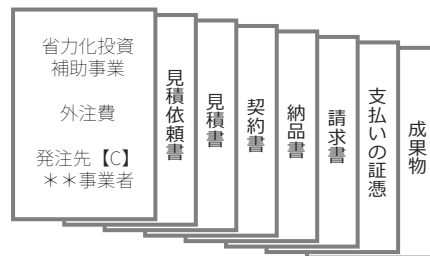 省力化投資
補助事業
外注費
発注先【C】
＊＊事業者
見積依頼書
見積書
契約書
納品書
請求書
支払いの証憑
成果物